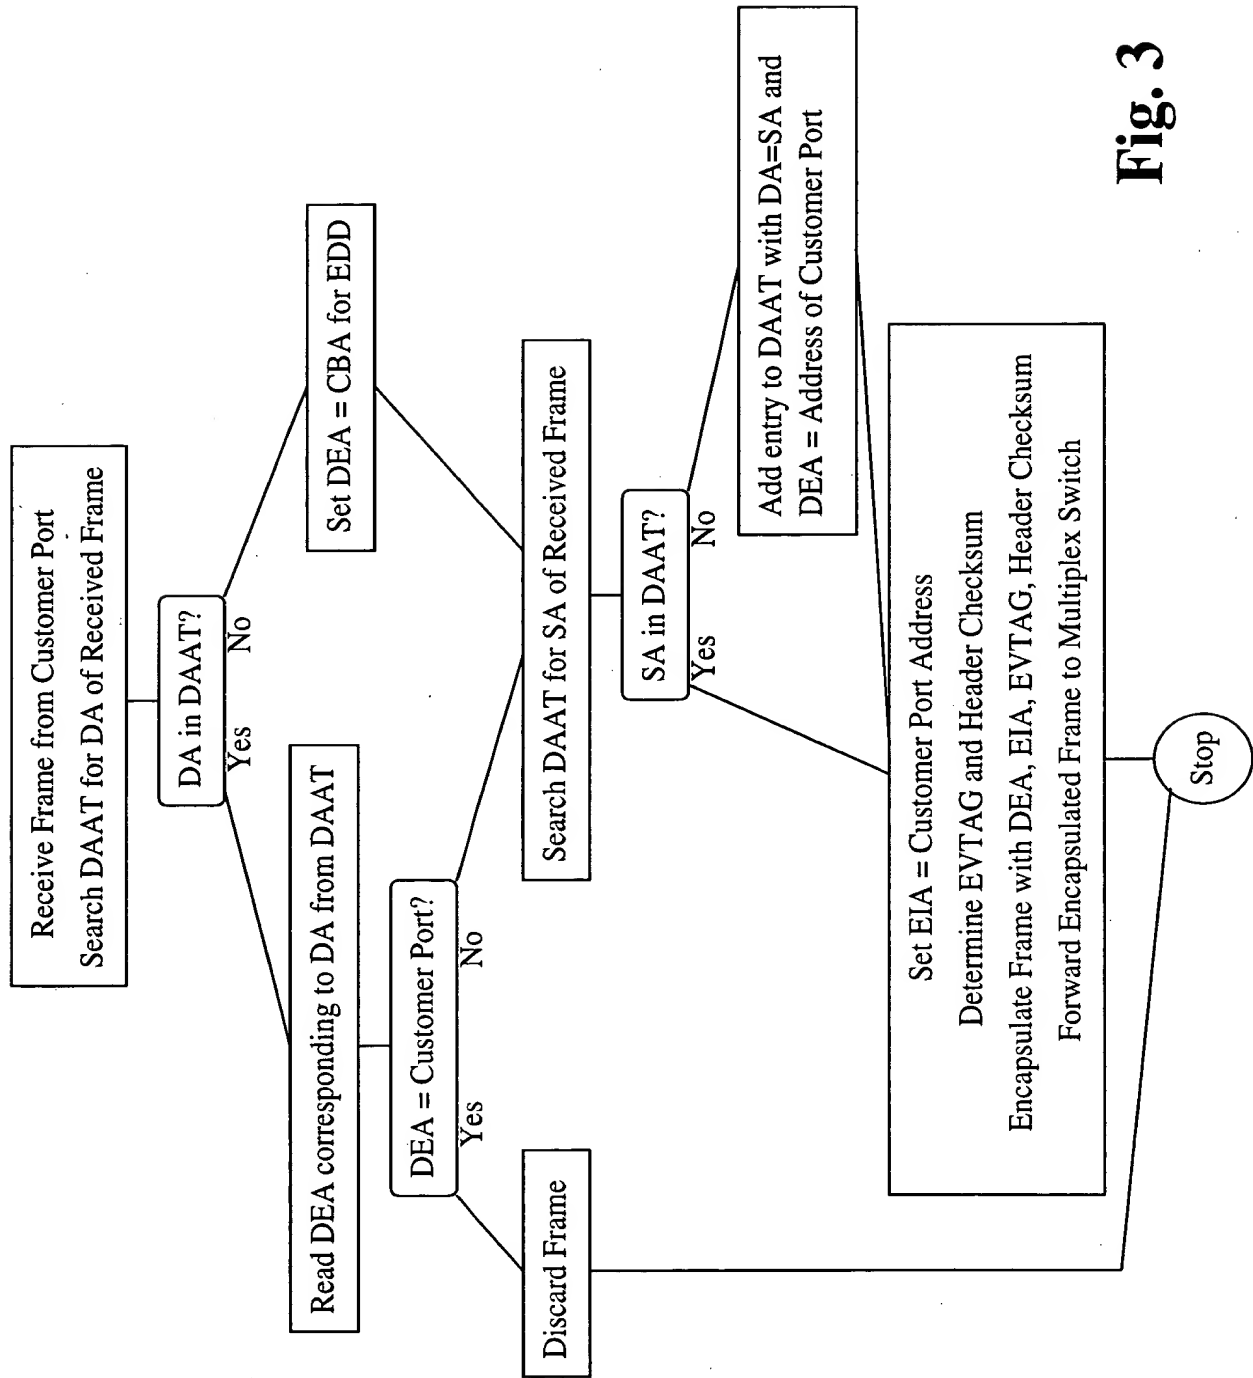 Receive Frame from Customer Port
Search DAAT for DA of Received Frame
DA in DAAT?
Yes
No
Read DEA corresponding to DA from DAAT
Set DEA = CBA for EDD
DEA = Customer Port?
Yes
No
Discard Frame
Search DAAT for SA of Received Frame
SA in DAAT?
Yes
No
Add entry to DAAT with DA=SA and
DEA = Address of Customer Port
Set EIA = Customer Port Address
Determine EVTAG and Header Checksum
Encapsulate Frame with DEA, EIA, EVTAG, Header Checksum
Forward Encapsulated Frame to Multiplex Switch
Stop
Fig. 3